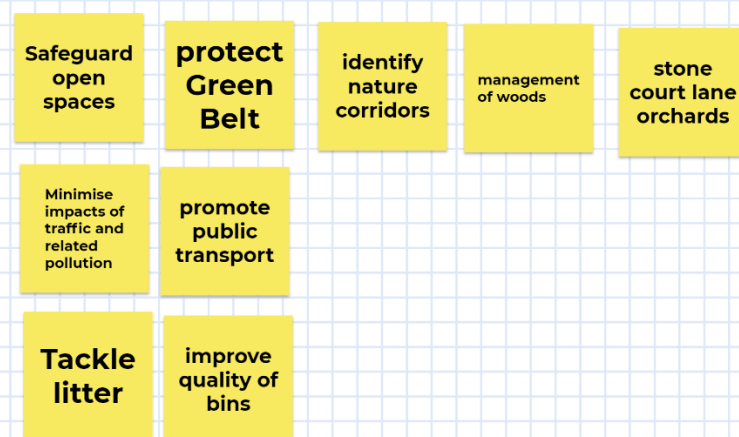 Safeguard
open
spaces
protect
Green
Belt
identify
nature
corridors
management
of woods
stone
court lane
orchards
Minimise
impacts of
traffic and
related
pollution
promote
public
transport
Tackle
litter
improve
quality of
bins